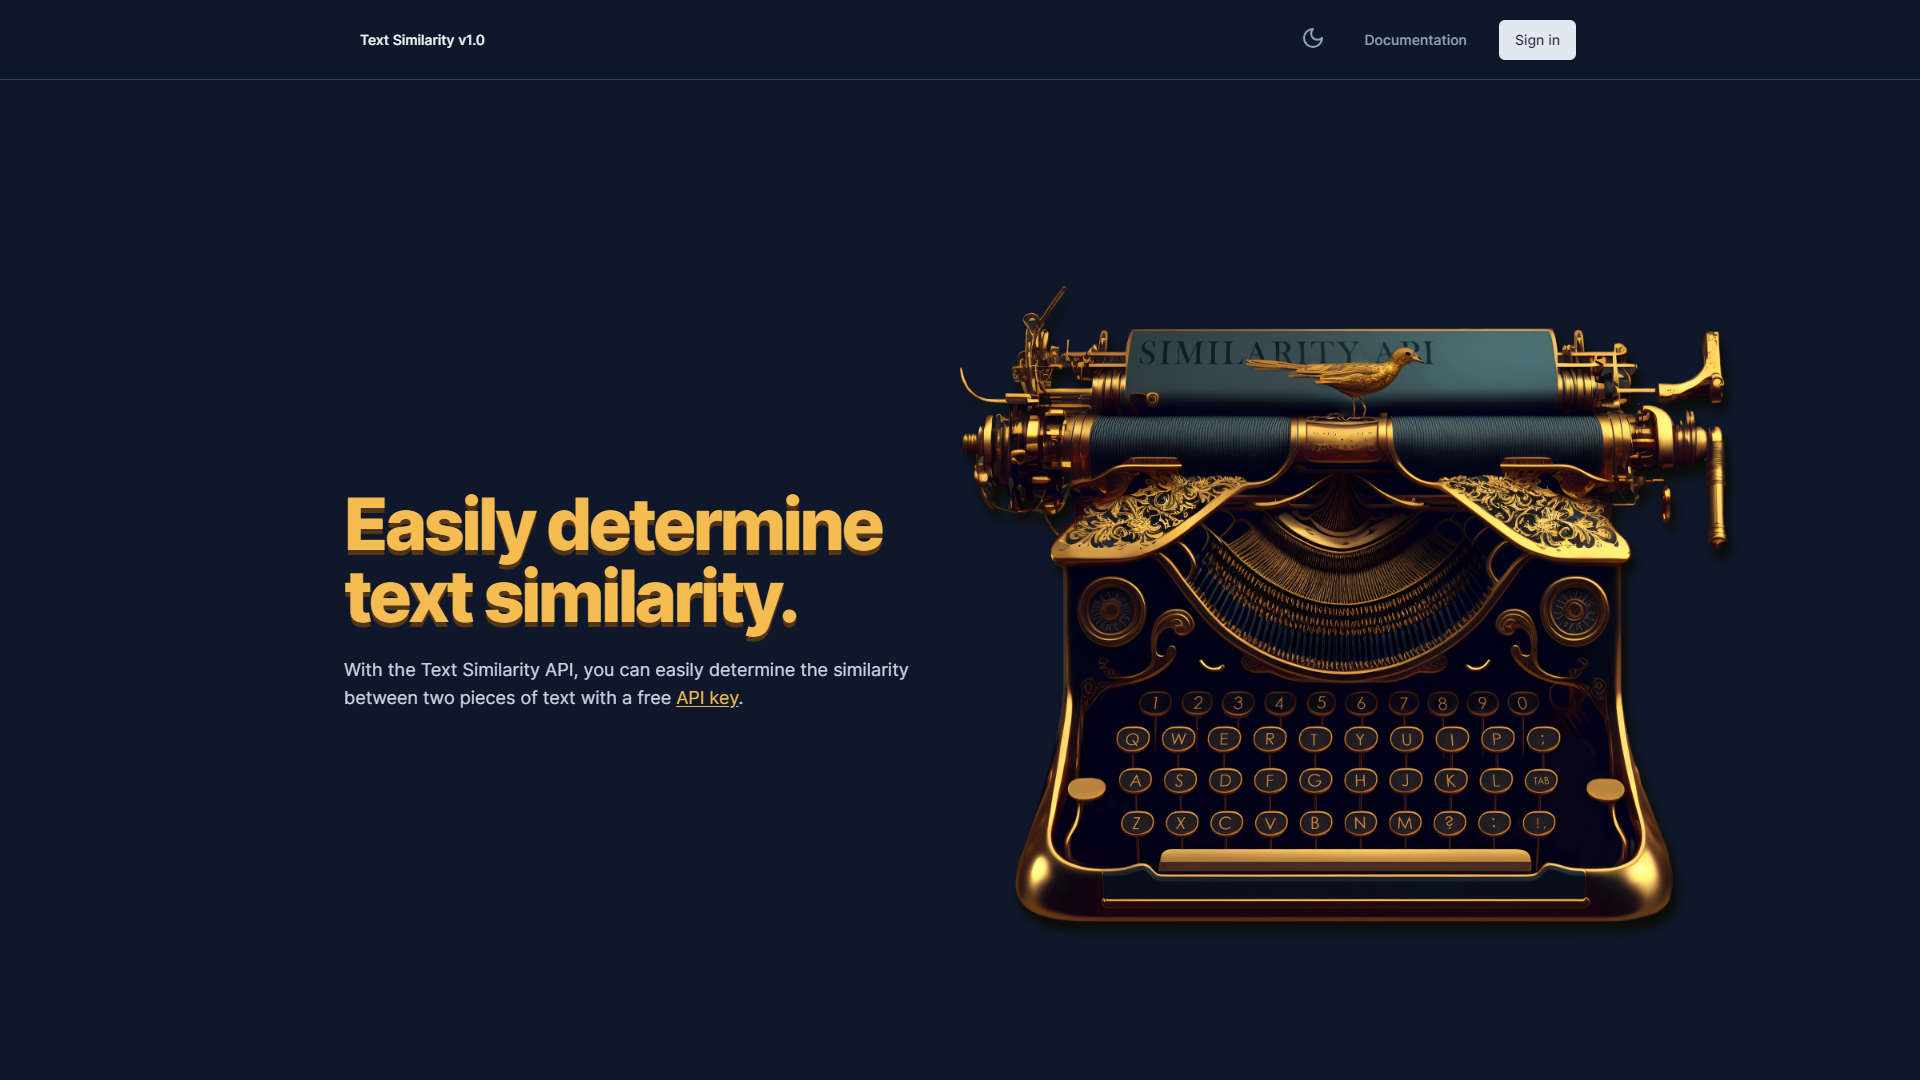 Text Similarity v1.0
Documentation
Sign in
SIMILARITY API
Easily determine
text similarity.
With the Text Similarity API, you can easily determine the similarity
between two pieces of text with a free API key.
1 2 3 4 5 6 7 8 9 0
Q W E R T Y U I P ;
A S D F G H J K L TAB
Z X C V B N M ? : !,